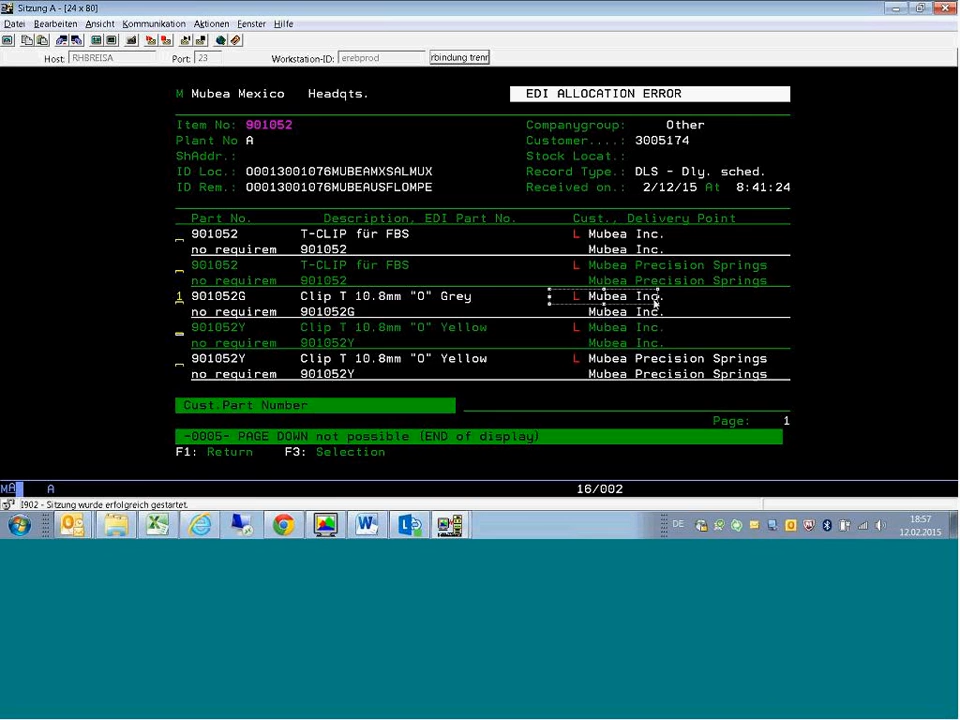 Sitzung A - [24 x 80]
Datei Bearbeiten Ansicht Kommunikation Aktionen Fenster Hilfe
Host: RHBREISA Port: 23 Workstation-ID: erebprod rbindung trenr
M Mubea Mexico Headqts. EDI ALLOCATION ERROR
Item No: 901052 Companygroup: Other
Plant No A Customer....: 3005174
ShAddr.: Stock Locat.:
ID Loc.: O0013001076MUBEAMXSALMUX Record Type.: DLS - Dly. sched.
ID Rem.: O0013001076MUBEAUSFLOMPE Received on.: 2/12/15 At 8:41:24
Part No. Description, EDI Part No. Cust., Delivery Point
901052 T-CLIP für FBS L Mubea Inc.
no requirem 901052 Mubea Inc.
901052 T-CLIP für FBS L Mubea Precision Springs
no requirem 901052 Mubea Precision Springs
1 901052G Clip T 10.8mm "O" Grey L Mubea Inc.
no requirem 901052G Mubea Inc.
901052Y Clip T 10.8mm "O" Yellow L Mubea Inc.
no requirem 901052Y Mubea Inc.
901052Y Clip T 10.8mm "O" Yellow L Mubea Precision Springs
no requirem 901052Y Mubea Precision Springs
Cust.Part Number
Page: 1
-0005- PAGE DOWN not possible (END of display)
F1: Return F3: Selection
MA A 16/002
I902 - Sitzung wurde erfolgreich gestartet.
DE 18:57
12.02.2015